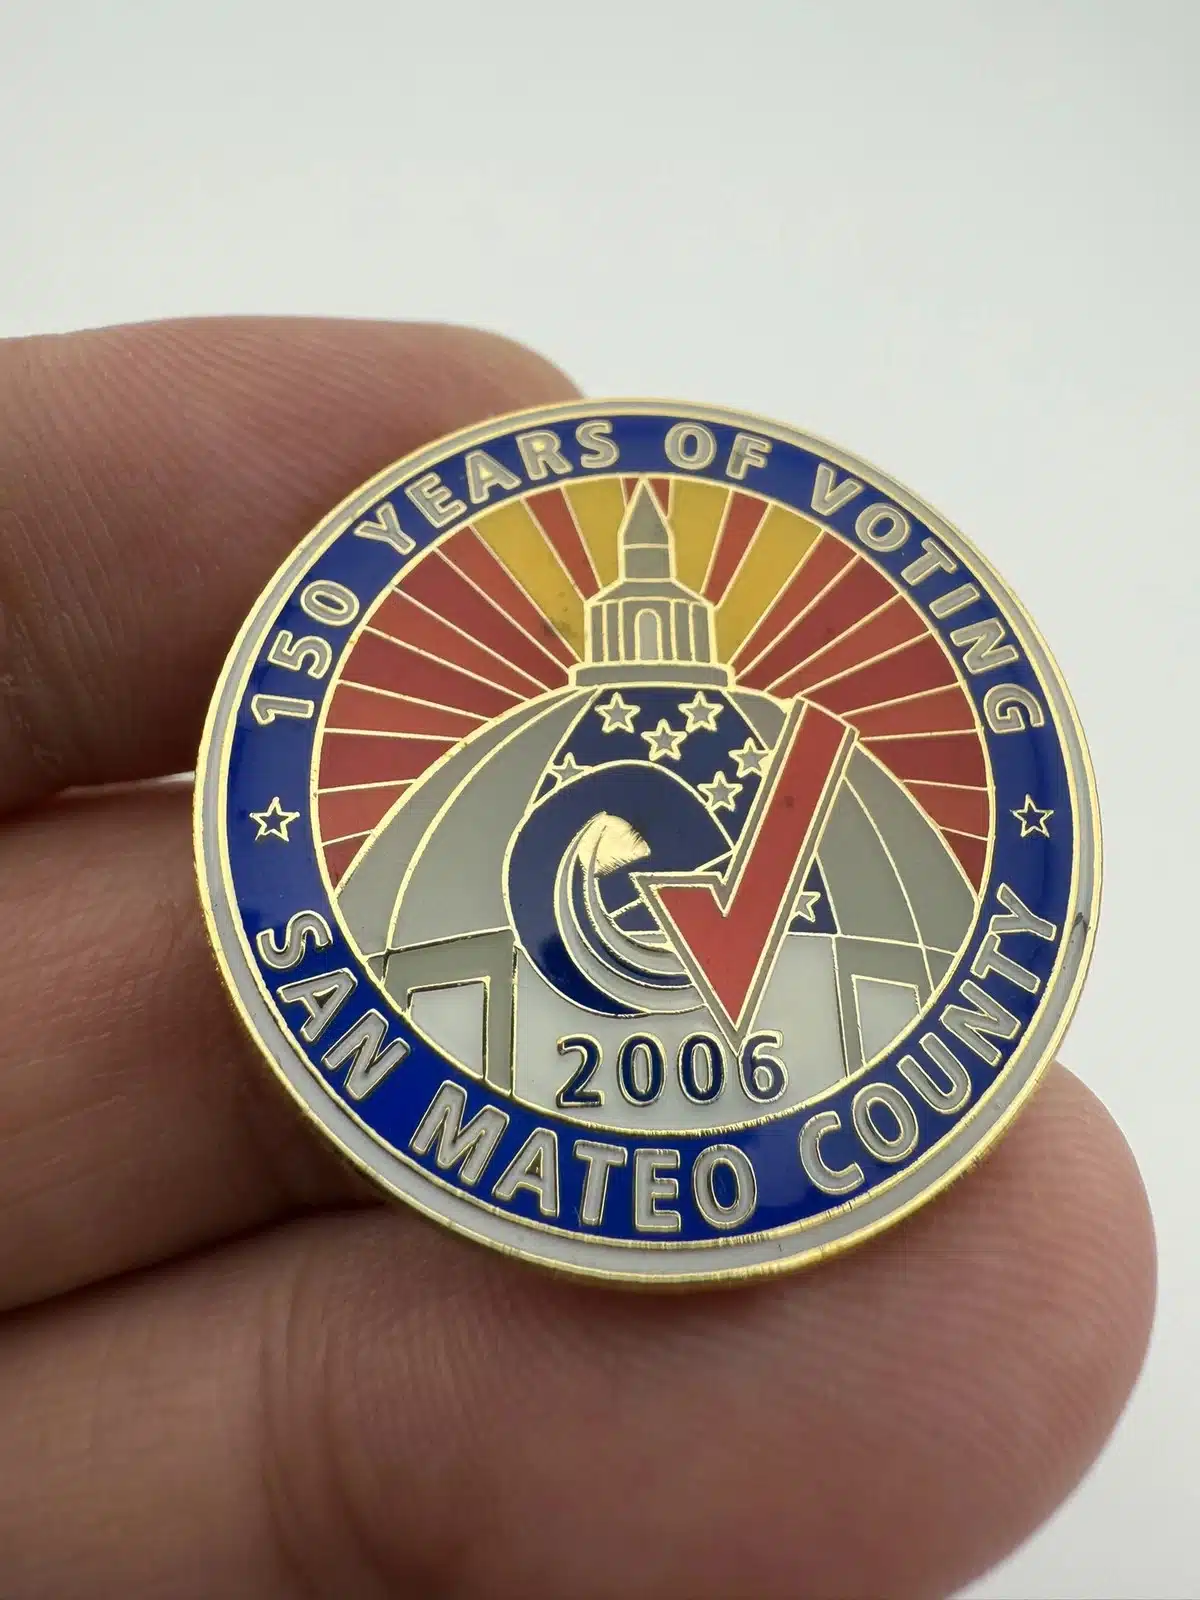 150 YEARS OF VOTING
2006
SAN MATEO COUNTY